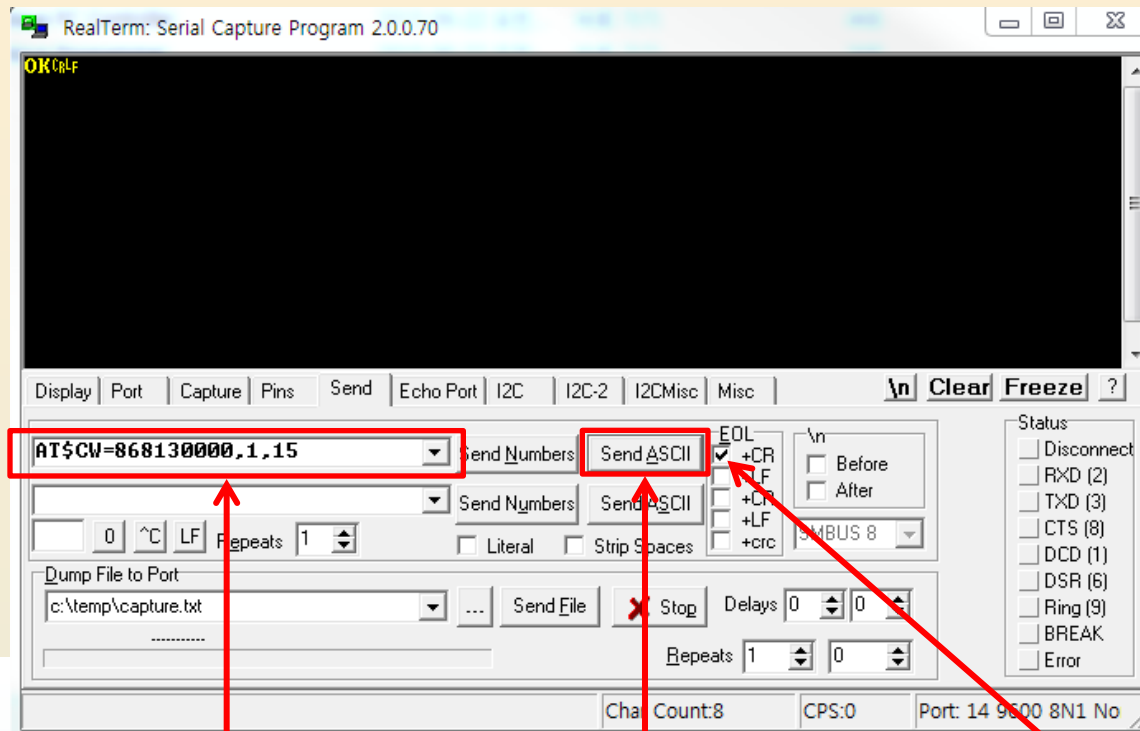 RealTerm: Serial Capture Program 2.0.0.70
OKCRLF
Display Port Capture Pins Send Echo Port I2C I2C-2 I2CMisc Misc \n Clear Freeze ?
Status
EOL \n
AT$CW=868130000,1,15 Send Numbers Send ASCII +CR Before Disconnect
+LF After RXD (2)
Send Numbers Send ASCII +CR TXD (3)
+LF SMBUS 8 CTS (8)
0 ^C LF Repeats 1 Literal Strip Spaces +crc DCD (1)
Dump File to Port DSR (6)
c:\temp\capture.txt ... Send File Stop Delays 0 0 Ring (9)
----------- BREAK
Repeats 1 0 Error
Char Count:8 CPS:0 Port: 14 9600 8N1 No